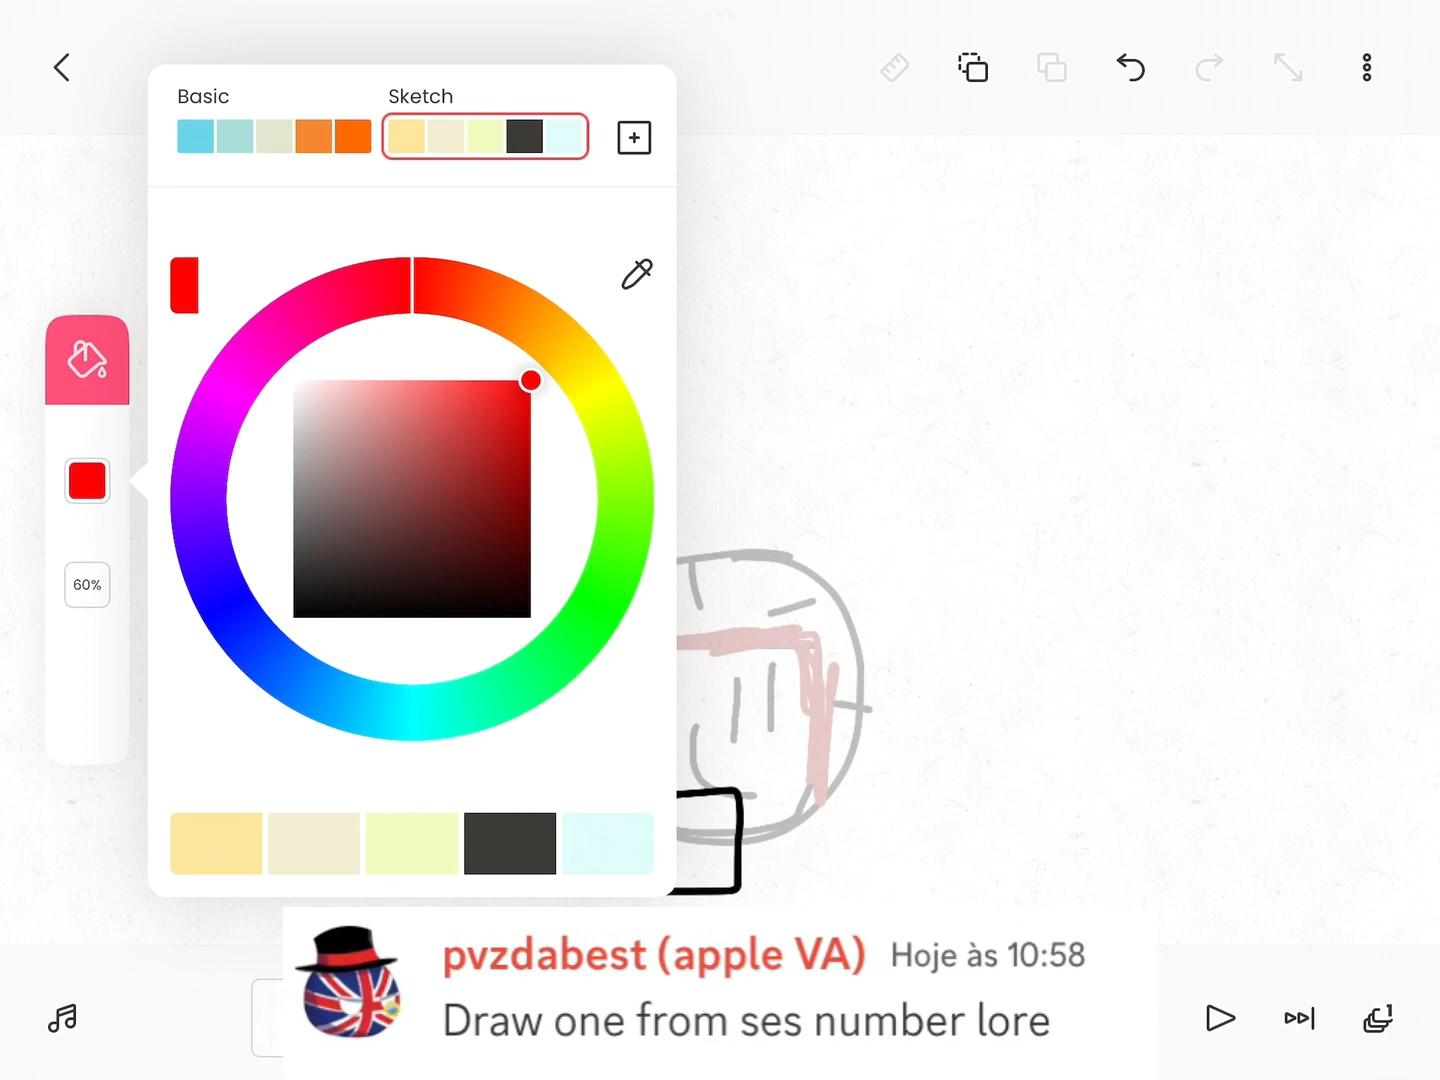 Basic Sketch
60%
pvzdabest (apple VA) Hoje às 10:58
Draw one from ses number lore